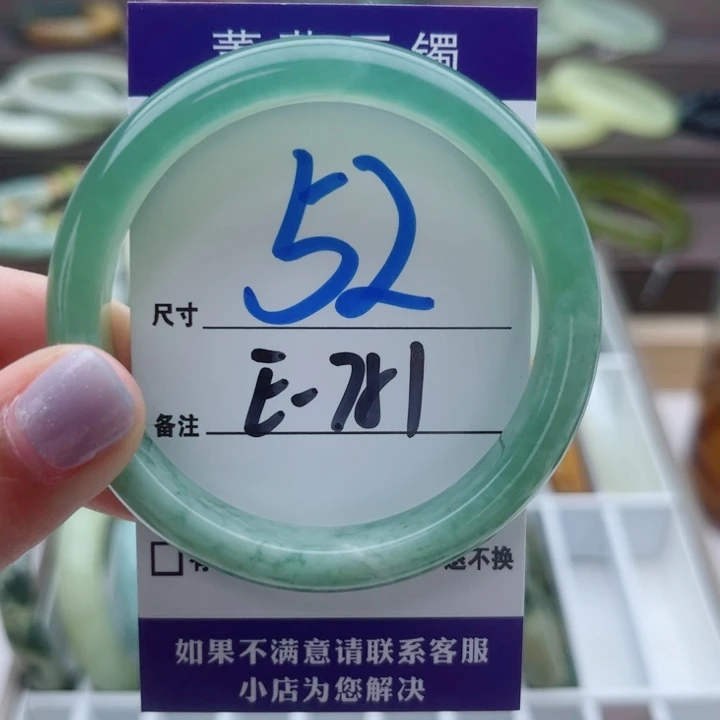 镯
尺寸 52
备注 E-781
不换
如果不满意请联系客服
小店为您解决